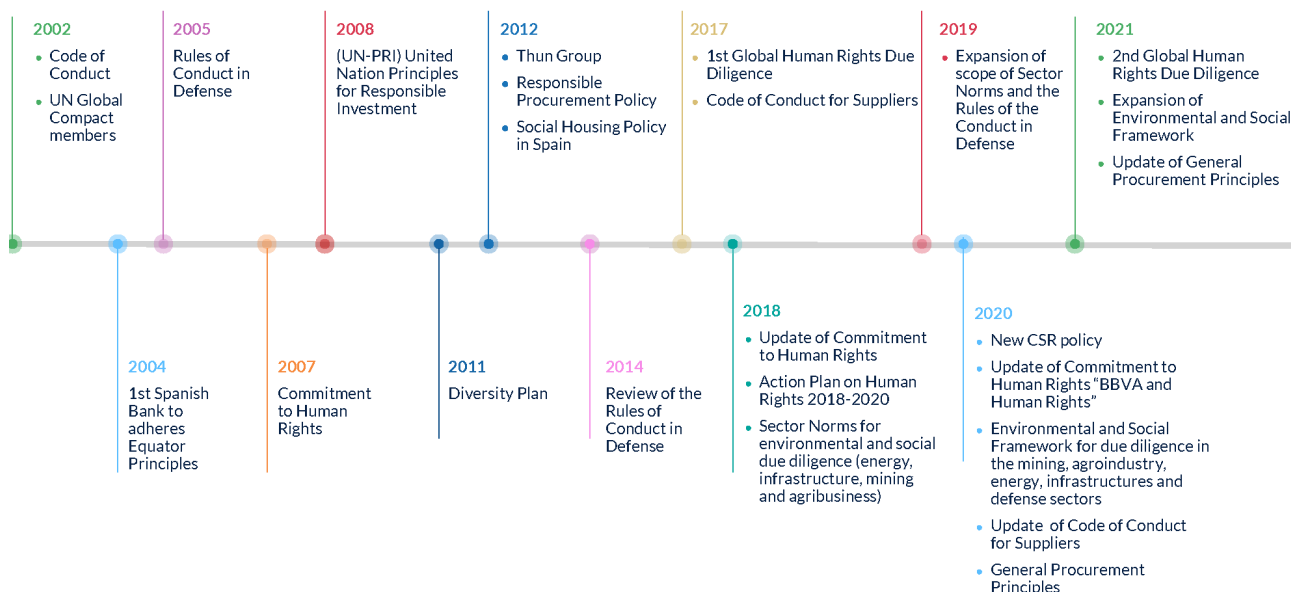 2002
Code of
Conduct
UN Global
Compact
members
2004
1st Spanish
Bank to
adheres
Equator
Principles
2005
Rules of
Conduct in
Defense
2007
Commitment
to Human
Rights
2008
(UN-PRI) United
Nation Principles
for Responsible
Investment
2011
Diversity Plan
2012
Thun Group
Responsible
Procurement Policy
Social Housing Policy
in Spain
2014
Review of the
Rules of
Conduct in
Defense
2017
1st Global Human Rights Due
Diligence
Code of Conduct for Suppliers
2018
Update of Commitment
to Human Rights
Action Plan on Human
Rights 2018-2020
Sector Norms for
environmental and social
due diligence (energy,
infrastructure, mining
and agribusiness)
2019
Expansion of
scope of Sector
Norms and the
Rules of the
Conduct in
Defense
2020
New CSR policy
Update of Commitment to
Human Rights “BBVA and
Human Rights”
Environmental and Social
Framework for due diligence in
the mining, agroindustry,
energy, infrastructures and
defense sectors
Update of Code of Conduct
for Suppliers
General Procurement
Principles
2021
2nd Global Human
Rights Due Diligence
Expansion of
Environmental and Social
Framework
Update of General
Procurement Principles